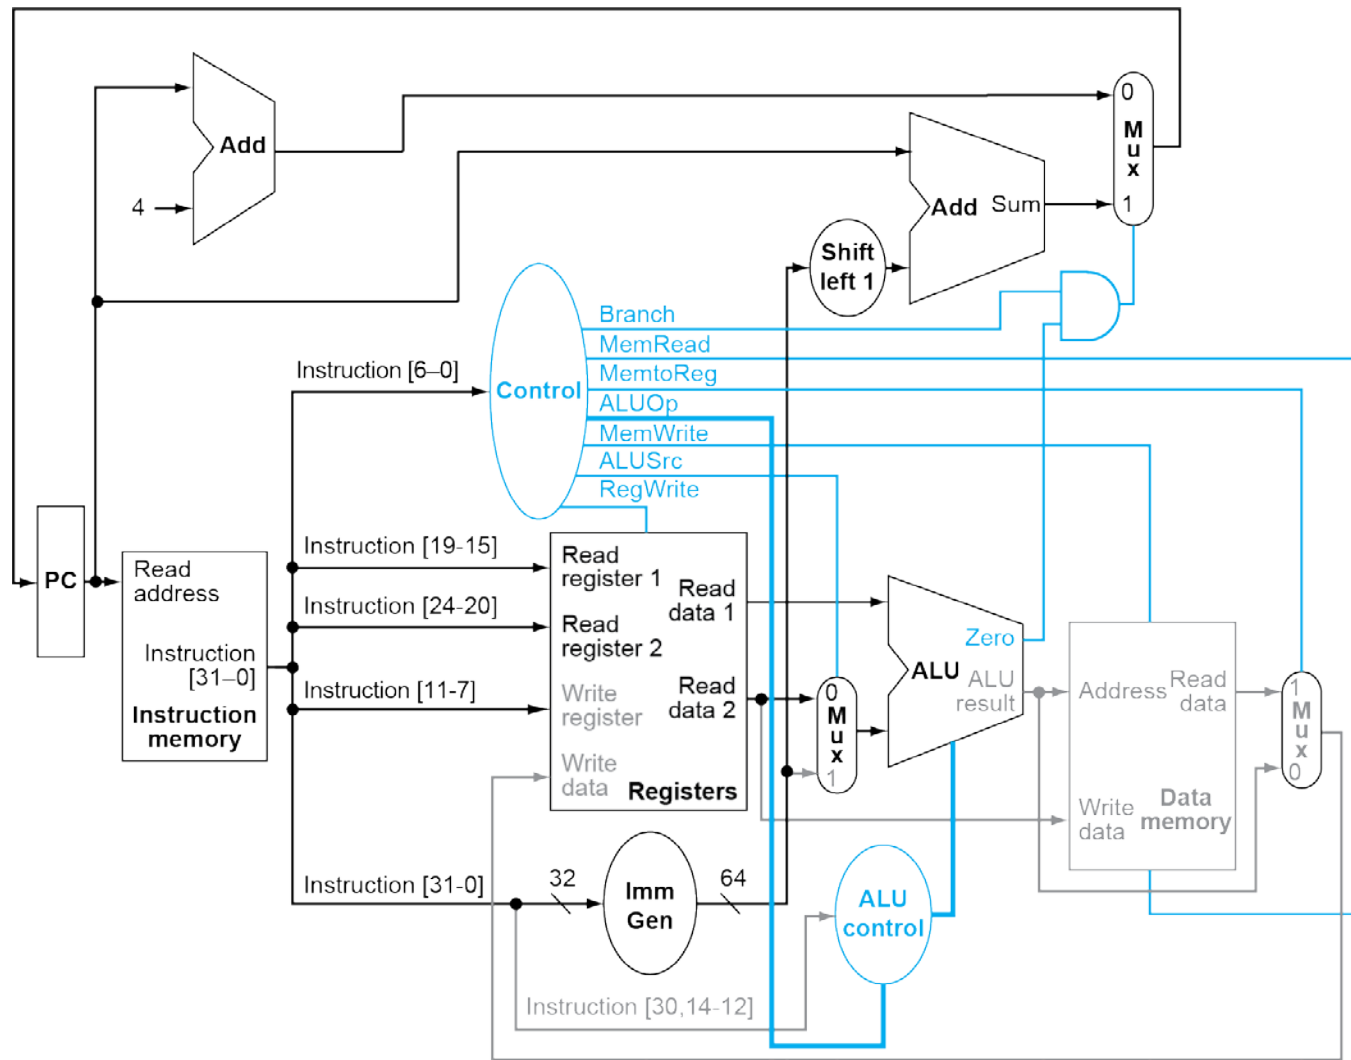 Add
4
0
Mux
1
Add Sum
Shift
left 1
Branch
MemRead
MemtoReg
ALUOp
MemWrite
ALUSrc
RegWrite
Control
Instruction [6–0]
PC
Read
address
Instruction
[31–0]
Instruction
memory
Instruction [19-15]
Instruction [24-20]
Instruction [11-7]
Instruction [31-0]
Read
register 1
Read
register 2
Write
register
Write
data
Read
data 1
Read
data 2
Registers
0
Mux
1
Zero
ALU
ALU
result
Address
Read
data
Write
data
Data
memory
1
Mux
0
32
Imm
Gen
64
ALU
control
Instruction [30,14-12]